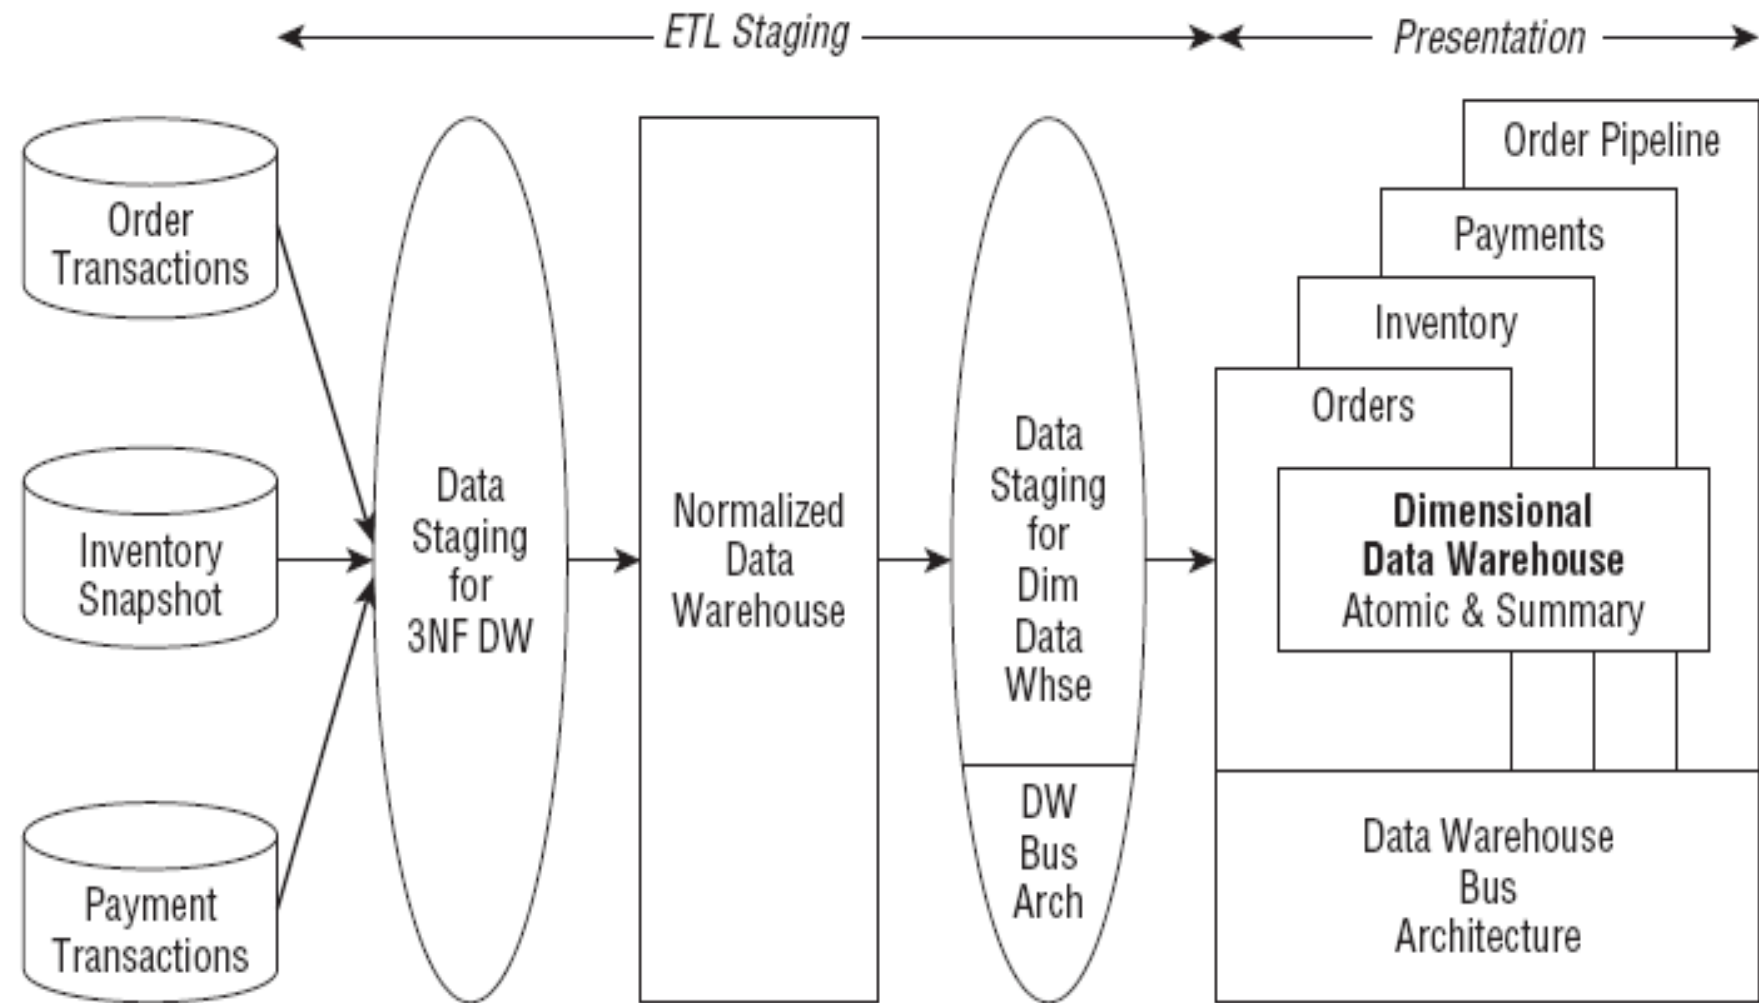 ETL Staging
Presentation
Order
Transactions
Inventory
Snapshot
Payment
Transactions
Data
Staging
for
3NF DW
Normalized
Data
Warehouse
Data
Staging
for
Dim
Data
Whse
DW
Bus
Arch
Order Pipeline
Payments
Inventory
Orders
Dimensional
Data Warehouse
Atomic & Summary
Data Warehouse
Bus
Architecture